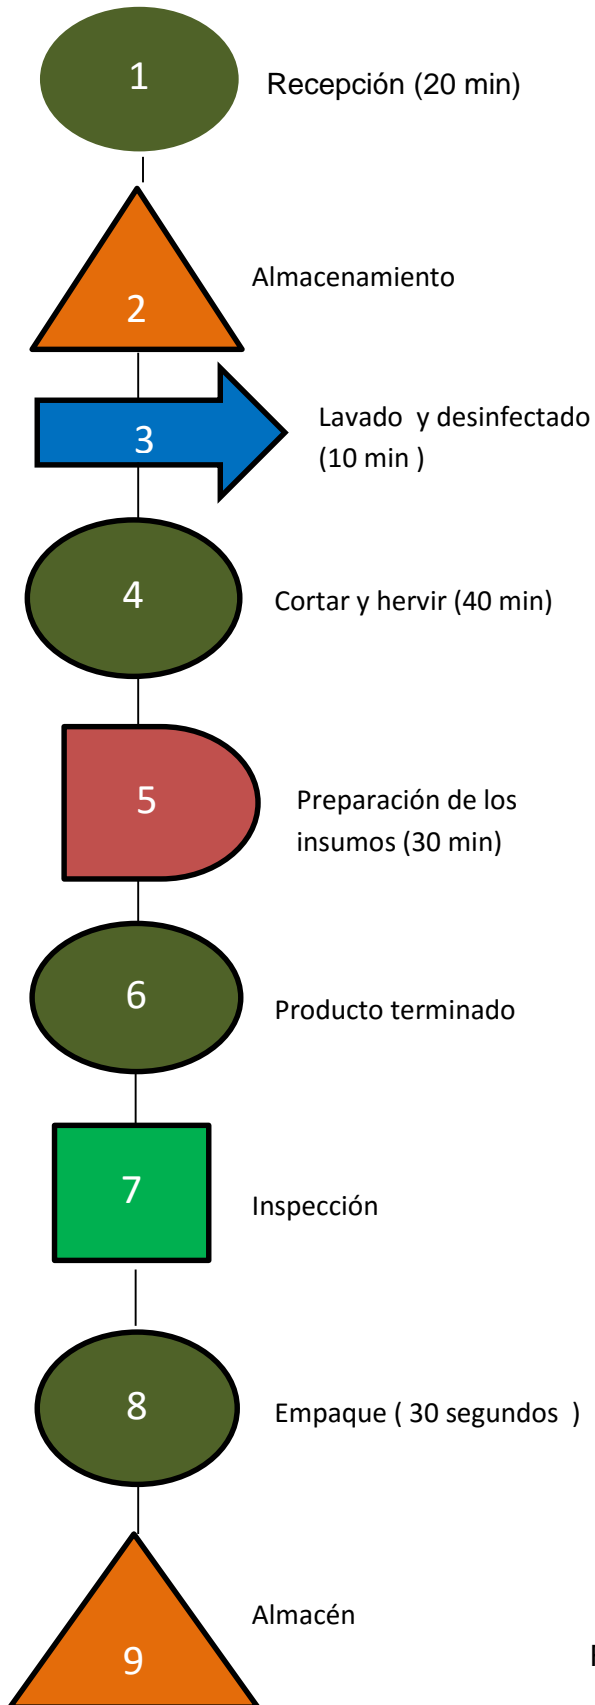 1
Recepción (20 min)
2
Almacenamiento
3
Lavado y desinfectado
(10 min )
4
Cortar y hervir (40 min)
5
Preparación de los
insumos (30 min)
6
Producto terminado
7
Inspección
8
Empaque ( 30 segundos )
9
Almacén